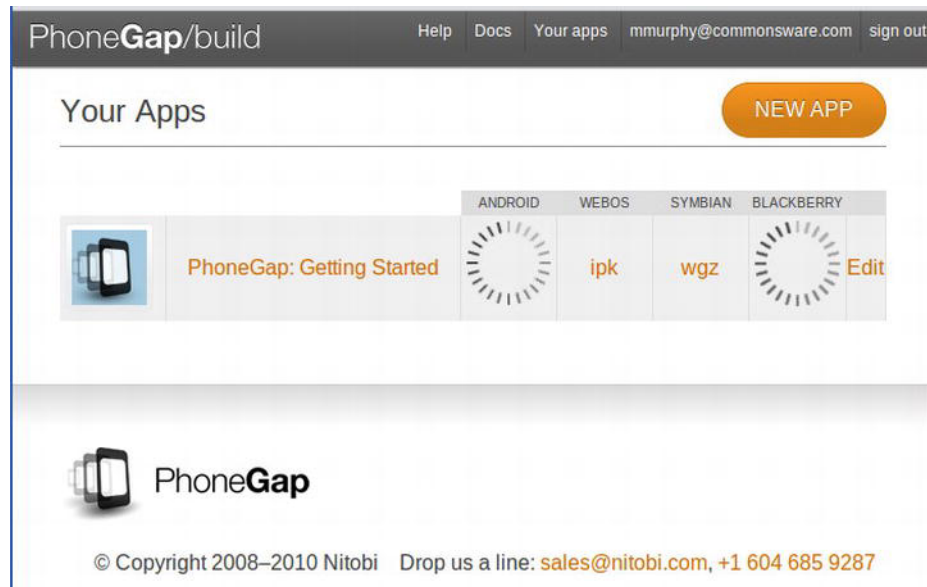 PhoneGap/build Help Docs Your apps mmurphy@commonsware.com sign out
Your Apps NEW APP
ANDROID WEBOS SYMBIAN BLACKBERRY
PhoneGap: Getting Started ipk wgz Edit
PhoneGap
© Copyright 2008–2010 Nitobi Drop us a line: sales@nitobi.com, +1 604 685 9287